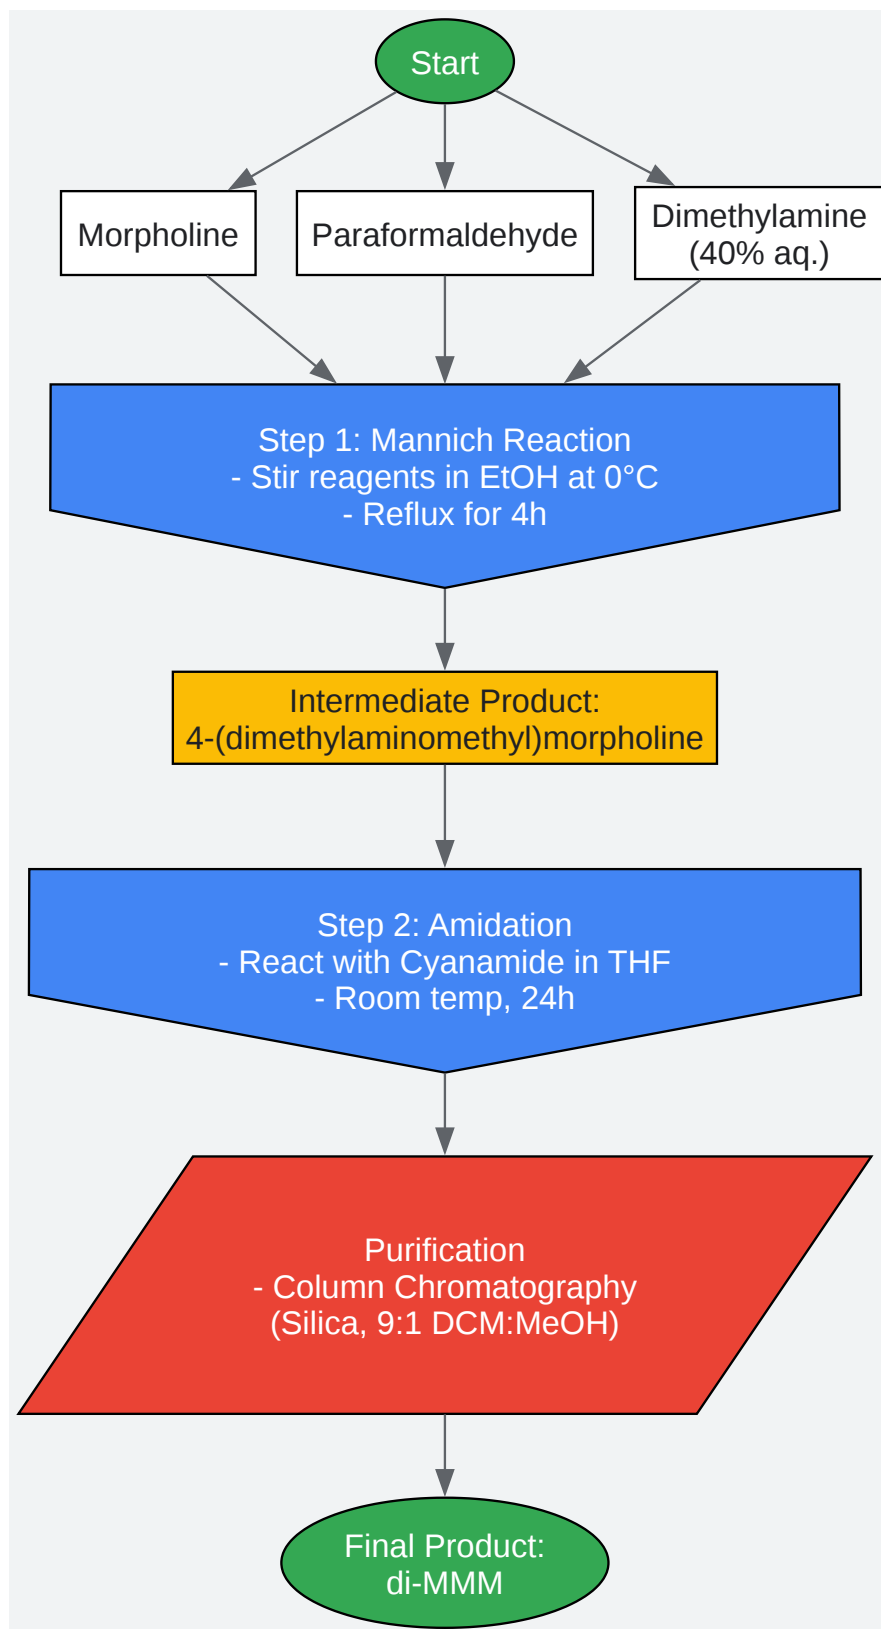 Start
Morpholine
Paraformaldehyde
Dimethylamine
(40% aq.)
Step 1: Mannich Reaction
- Stir reagents in EtOH at 0°C
- Reflux for 4h
Intermediate Product:
4-(dimethylaminomethyl)morpholine
Step 2: Amidation
- React with Cyanamide in THF
- Room temp, 24h
Purification
- Column Chromatography
(Silica, 9:1 DCM:MeOH)
Final Product:
di-MMM